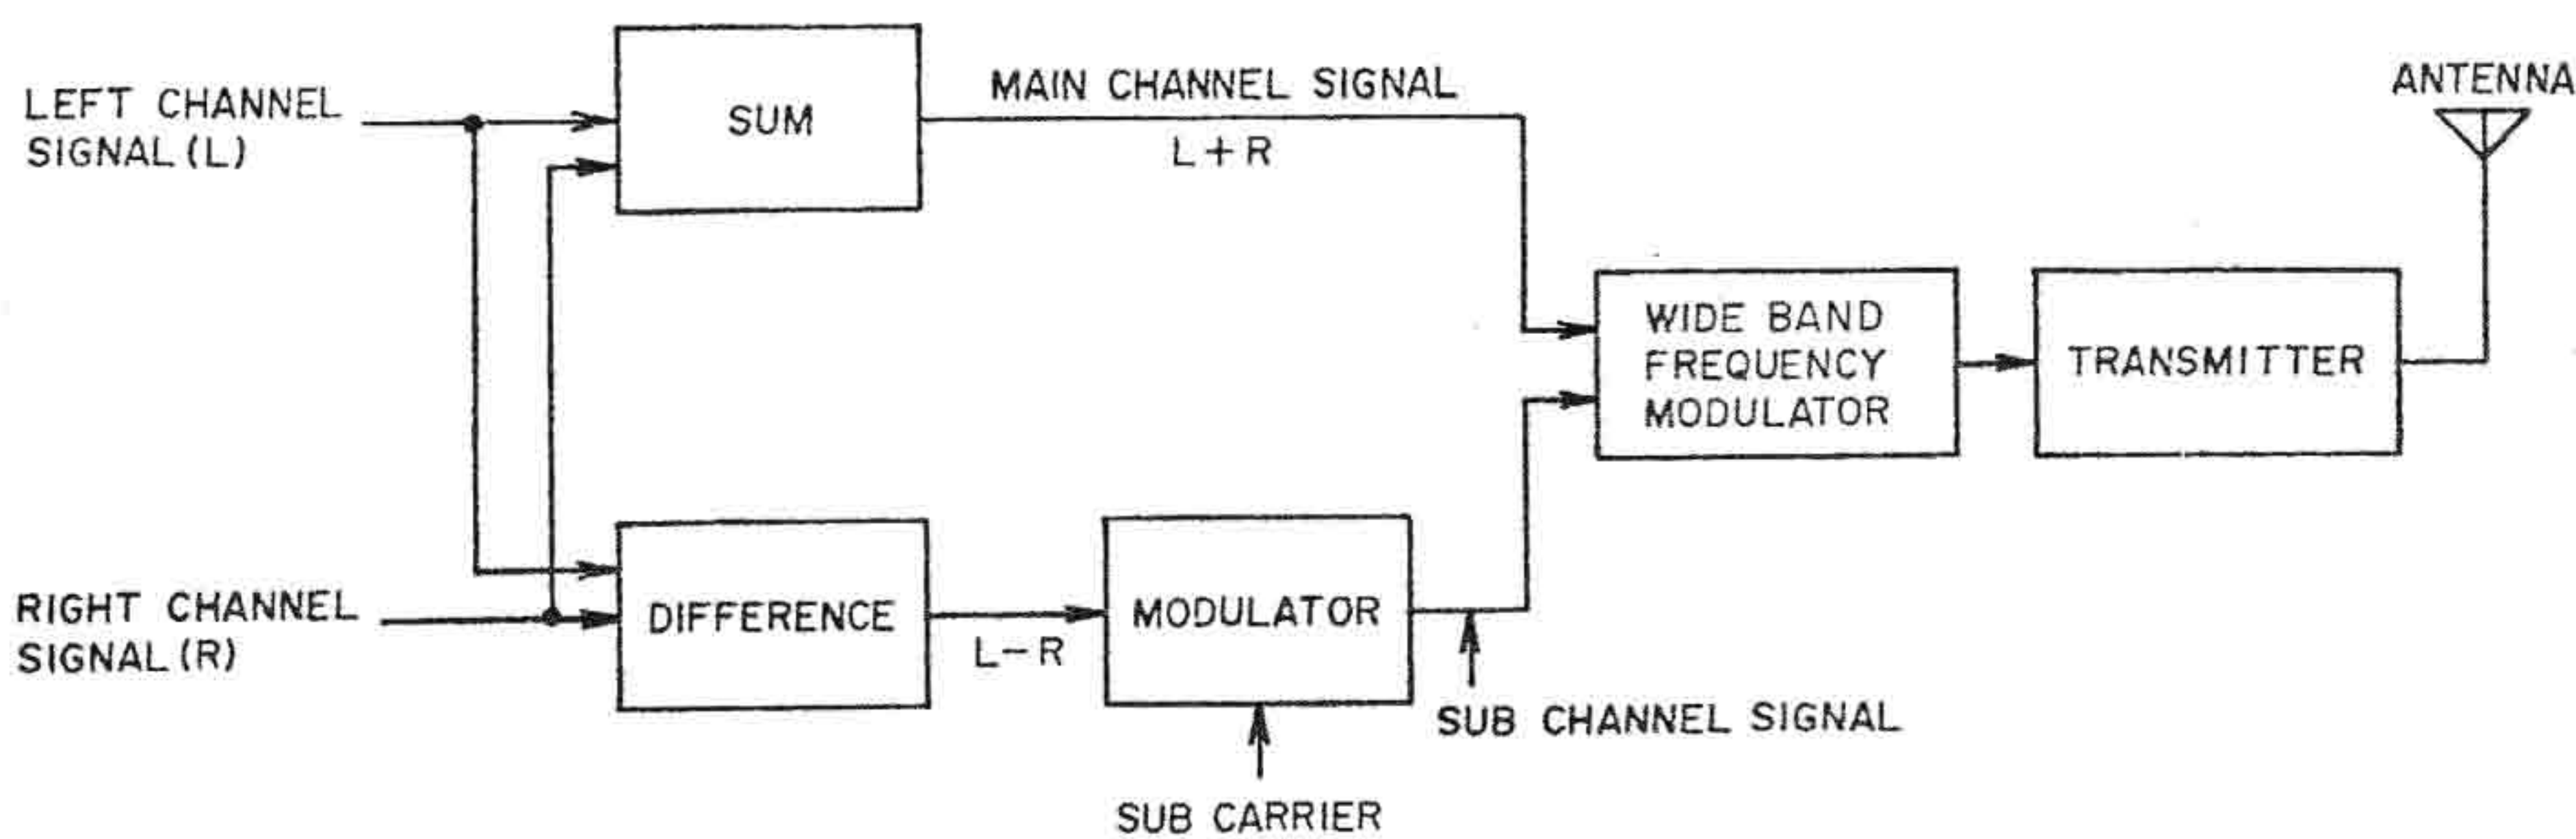 LEFT CHANNEL
SIGNAL(L)
SUM
MAIN CHANNEL SIGNAL
L+R
ANTENNA
WIDE BAND
FREQUENCY
MODULATOR
TRANSMITTER
RIGHT CHANNEL
SIGNAL(R)
DIFFERENCE
L-R
MODULATOR
SUB CHANNEL SIGNAL
SUB CARRIER